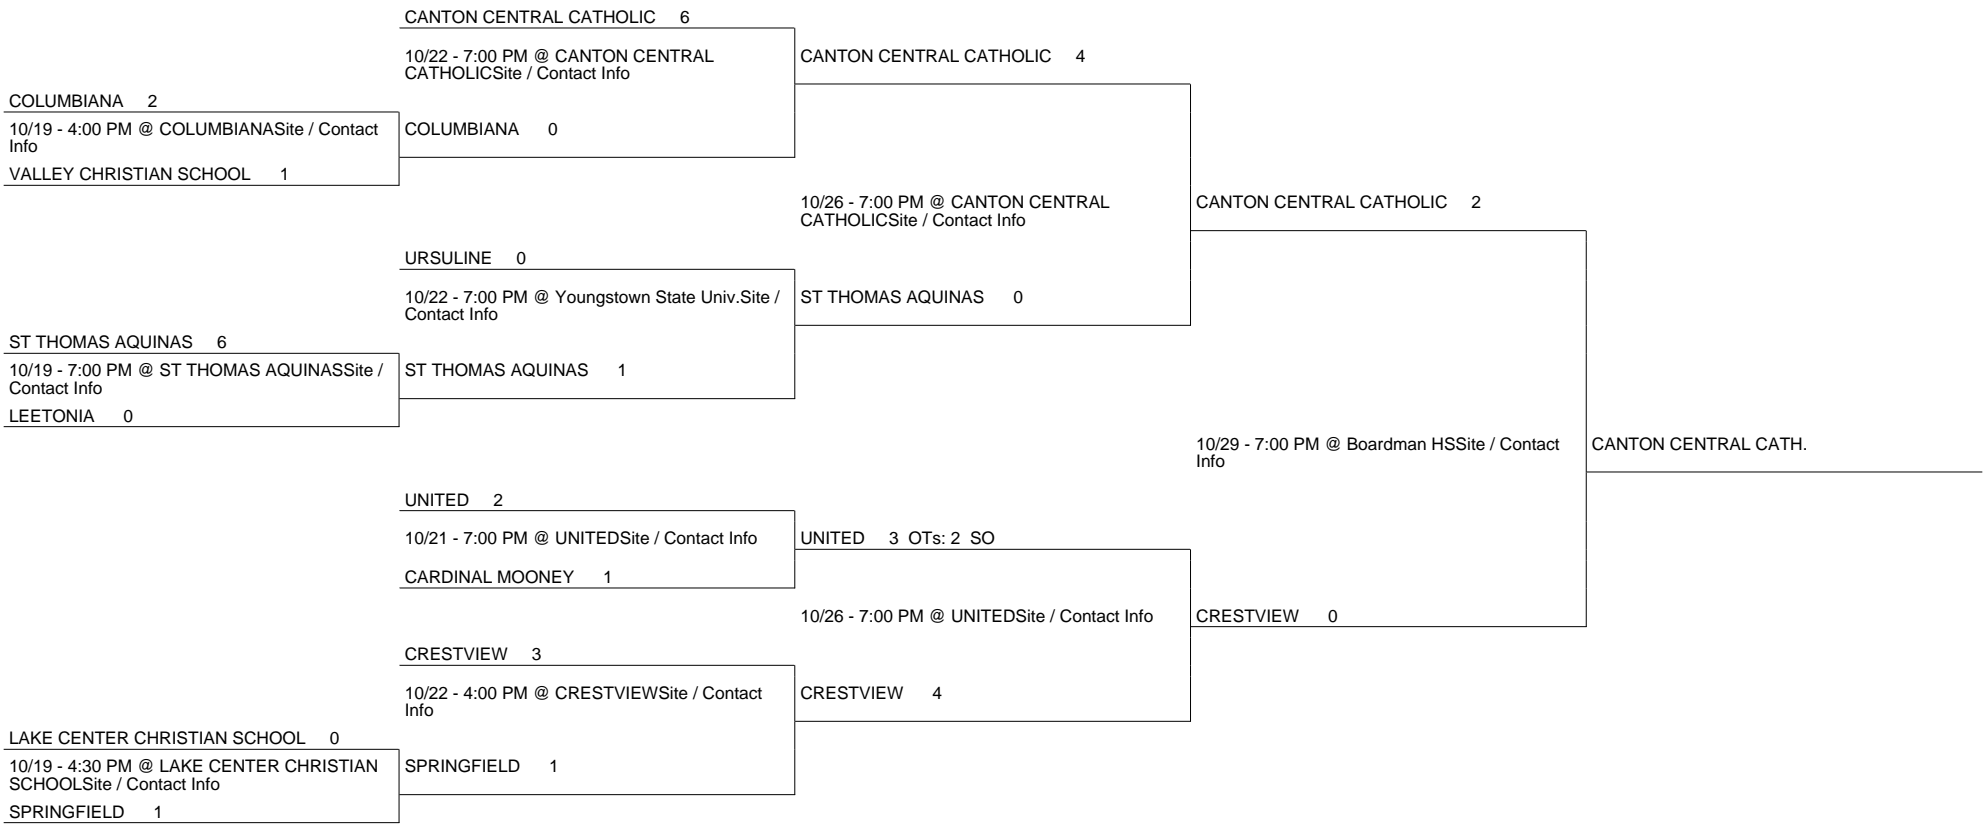 CANTON CENTRAL CATHOLIC 6
10/22 - 7:00 PM @ CANTON CENTRAL
CATHOLICSite / Contact Info
CANTON CENTRAL CATHOLIC 4
COLUMBIANA 2
10/19 - 4:00 PM @ COLUMBIANASite / Contact
Info
COLUMBIANA 0
VALLEY CHRISTIAN SCHOOL 1
10/26 - 7:00 PM @ CANTON CENTRAL
CATHOLICSite / Contact Info
CANTON CENTRAL CATHOLIC 2
URSULINE 0
10/22 - 7:00 PM @ Youngstown State Univ.Site /
Contact Info
ST THOMAS AQUINAS 0
ST THOMAS AQUINAS 6
10/19 - 7:00 PM @ ST THOMAS AQUINASSite /
Contact Info
ST THOMAS AQUINAS 1
LEETONIA 0
10/29 - 7:00 PM @ Boardman HSSite / Contact
Info
CANTON CENTRAL CATH.
UNITED 2
10/21 - 7:00 PM @ UNITEDSite / Contact Info
UNITED 3 OTs: 2 SO
CARDINAL MOONEY 1
10/26 - 7:00 PM @ UNITEDSite / Contact Info
CRESTVIEW 0
CRESTVIEW 3
10/22 - 4:00 PM @ CRESTVIEWSite / Contact
Info
CRESTVIEW 4
LAKE CENTER CHRISTIAN SCHOOL 0
10/19 - 4:30 PM @ LAKE CENTER CHRISTIAN
SCHOOLSite / Contact Info
SPRINGFIELD 1
SPRINGFIELD 1